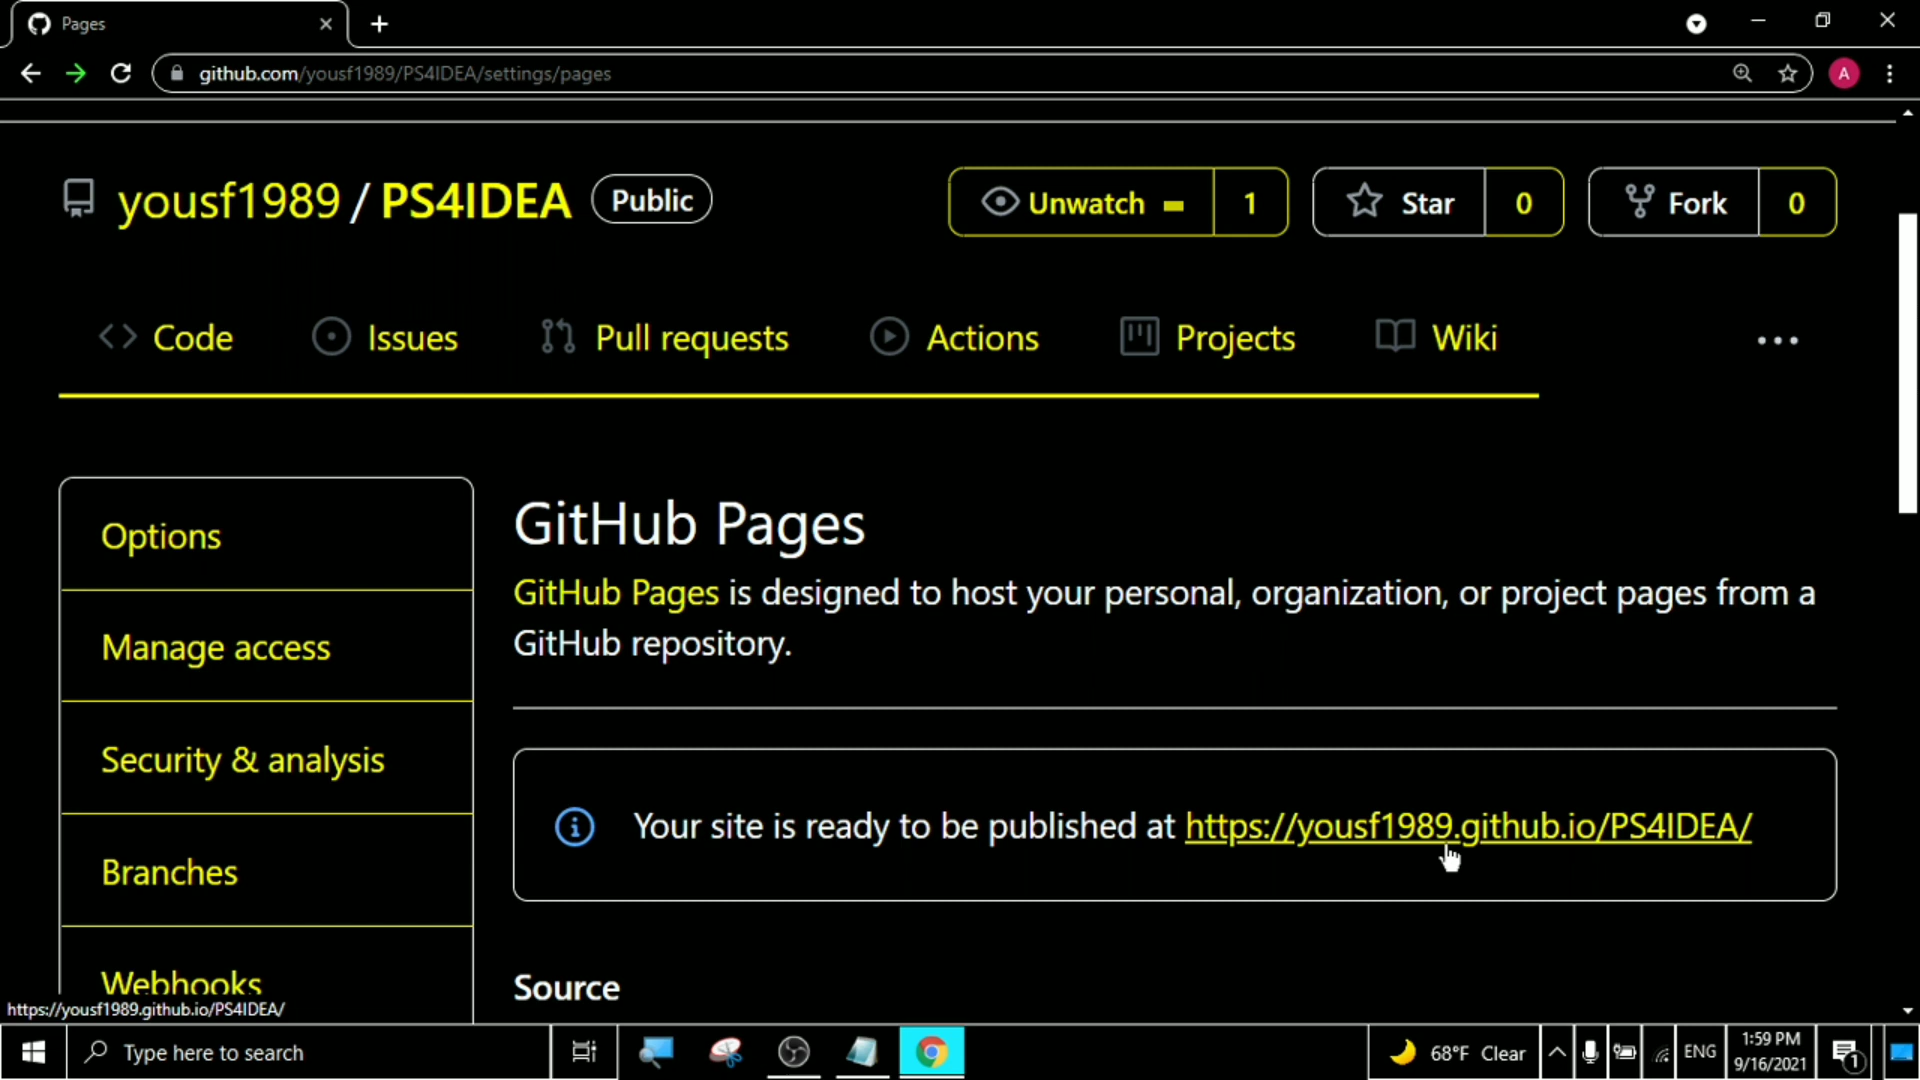 Pages
github.com/yousf1989/PS4IDEA/settings/pages
A
yousf1989 / PS4IDEA Public
Unwatch 1
Star 0
Fork 0
Code Issues Pull requests Actions Projects Wiki
Options
Manage access
Security & analysis
Branches
Webhooks
GitHub Pages
GitHub Pages is designed to host your personal, organization, or project pages from a
GitHub repository.
Your site is ready to be published at https://yousf1989.github.io/PS4IDEA/
Source
https://yousf1989.github.io/PS4IDEA/
Type here to search
68°F Clear
ENG
1:59 PM
9/16/2021
1